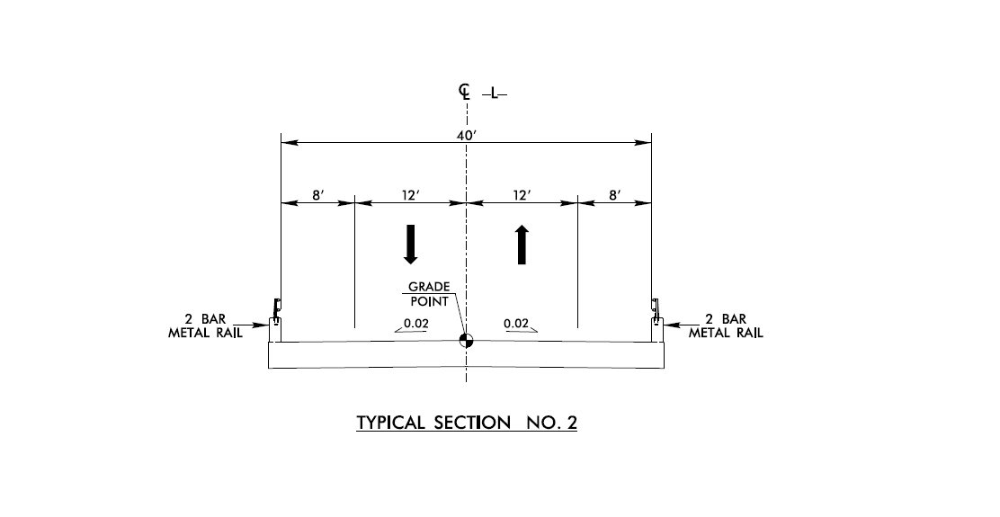 ℄ -L-
40'
8' 12' 12' 8'
GRADE
POINT
0.02 0.02
2 BAR
METAL RAIL
2 BAR
METAL RAIL
TYPICAL SECTION NO. 2